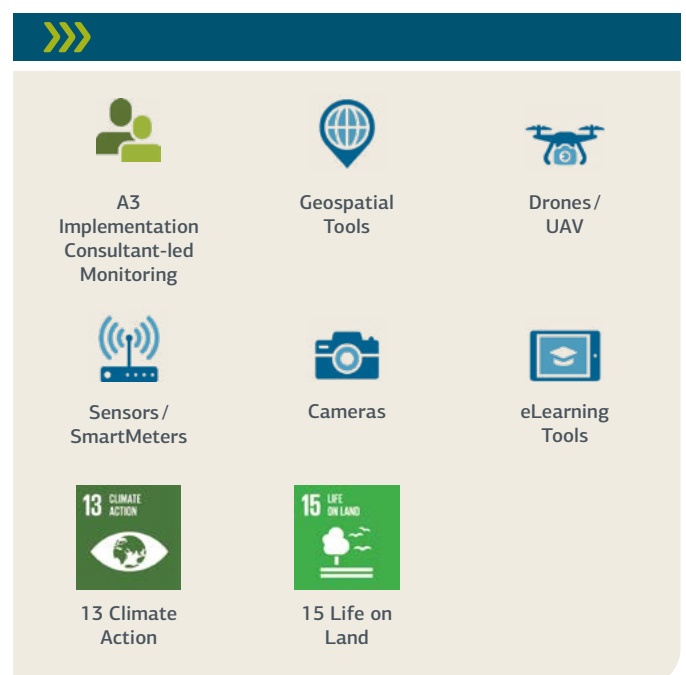 A3
Implementation
Consultant-led
Monitoring
Geospatial
Tools
Drones/
UAV
Sensors/
SmartMeters
Cameras
eLearning
Tools
13 CLIMATE
ACTION
13 Climate
Action
15 LIFE
ON LAND
15 Life on
Land